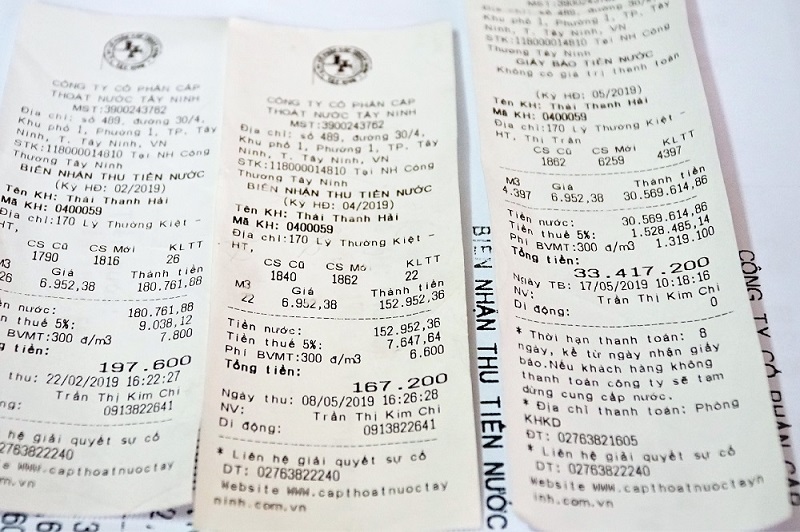 CÔNG TY CỔ PHẦN CẤP
THOÁT NƯỚC TÂY NINH
MST:3900243762
Địa chỉ: số 489, đường 30/4,
Khu phố 1, Phường 1, TP. Tây
Ninh, T. Tây Ninh, VN
STK:118000014810 Tại NH Công
Thương Tây Ninh
BIÊN NHẬN THU TIỀN NƯỚC
(Kỳ HĐ: 02/2019)
Tên KH: Thái Thanh Hải
Mã KH: 0400059
Địa chỉ:170 Lý Thường Kiệt -
HT,
CS Cũ CS Mới KLTT
1790 1816 26
M3 Giá Thành tiền
26 6.952,38 180.761,88
nước: 180.761,88
thuế 5%: 9.038,12
BVMT:300 đ/m3 7.800
tiền:
197.600
thu: 22/02/2019 16:22:27
Trần Thị Kim Chi
0913822641
hệ giải quyết sự cố
02763822240
Website WWW.capthoatnuoctay
ninh.com.vn
CÔNG TY CỔ PHẦN CẤP
THOÁT NƯỚC TÂY NINH
MST:3900243762
Địa chỉ: số 489, đường 30/4,
Khu phố 1, Phường 1, TP. Tây
Ninh, T. Tây Ninh, VN
STK:118000014810 Tại NH Công
Thương Tây Ninh
BIÊN NHẬN THU TIỀN NƯỚC
(Kỳ HĐ: 04/2019)
Tên KH: Thái Thanh Hải
Mã KH: 0400059
Địa chỉ:170 Lý Thường Kiệt -
HT,
CS Cũ CS Mới KLTT
1840 1862 22
M3 Giá Thành tiền
22 6.952,38 152.952,36
Tiền nước: 152.952,36
Tiền thuế 5%: 7.647,64
Phí BVMT:300 đ/m3 6.600
Tổng tiền:
167.200
Ngày thu: 08/05/2019 16:26:28
NV: Trần Thị Kim Chi
Di động: 0913822641
* Liên hệ giải quyết sự cố
DT: 02763822240
Website WWW.capthoatnuoctay
ninh.com.vn
Địa chỉ: số 489, đường 30/4,
Khu phố 1, Phường 1, TP. Tây
Ninh, T. Tây Ninh, VN
STK:118000014810 Tại NH Công
Thương Tây Ninh
GIẤY BÁO TIỀN NƯỚC
Không có giá trị thanh toán
(Kỳ HĐ: 05/2019)
Tên KH: Thái Thanh Hải
Mã KH: 0400059
Địa chỉ:170 Lý Thường Kiệt -
HT, Thị Trấn
CS Cũ CS Mới KLTT
1862 6259 4397
M3 Giá Thành tiền
4.397 6.952,38 30.569.614,86
Tiền nước: 30.569.614,86
Tiền thuế 5%: 1.528.485,14
Phí BVMT:300 đ/m3 1.319.100
Tổng tiền:
33.417.200
Ngày TB: 17/05/2019 10:18:16
NV: Trần Thị Kim Chi
Di động: 0
* Thời hạn thanh toán: 8
ngày, kể từ ngày nhận giấy
báo.Nếu khách hàng không
thanh toán công ty sẽ tạm
dừng cung cấp nước.
* Địa chỉ thanh toán: Phòng
KHKD
ĐT: 02763821605
* Liên hệ giải quyết sự cố
DT: 02763822240
Website WWW.capthoatnuoctay
ninh.com.vn
BIÊN NHẬN THU TIỀN NƯỚC
CÔNG TY CỔ PHẦN CẤP